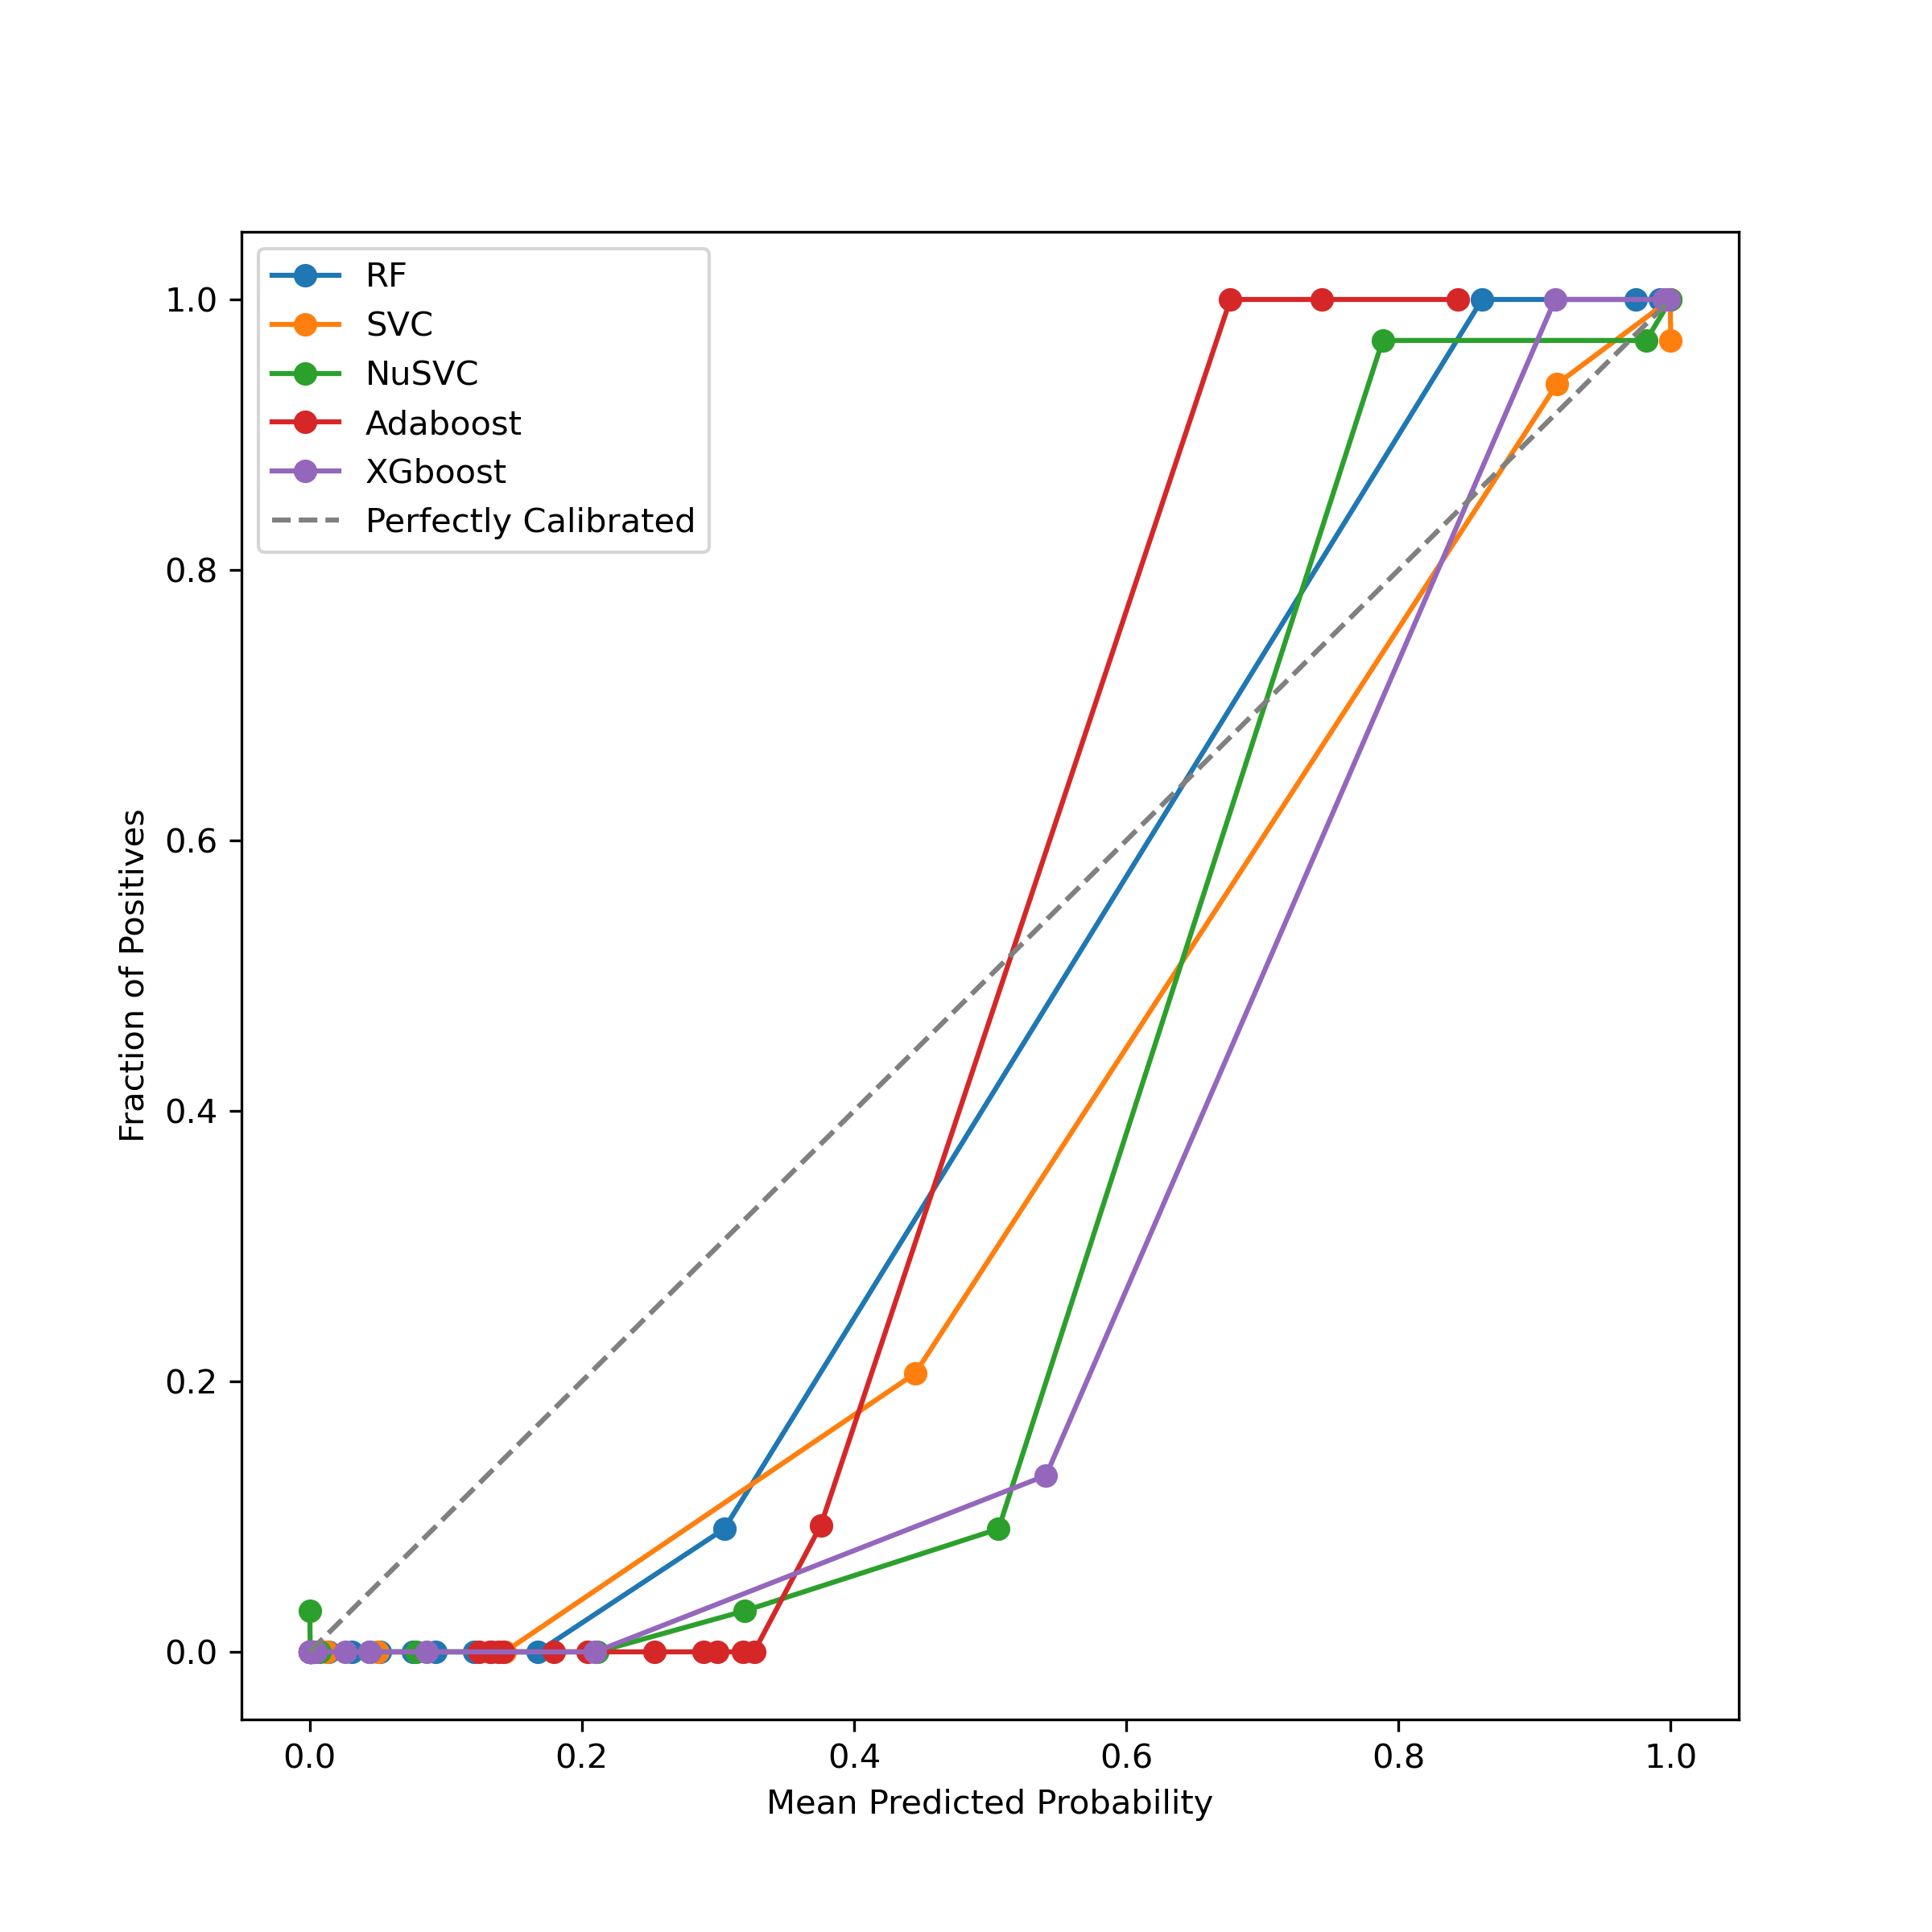 RF
SVC
NuSVC
Adaboost
XGboost
Perfectly Calibrated
1.0
0.8
0.6
0.4
0.2
0.0
Fraction of Positives
0.0 0.2 0.4 0.6 0.8 1.0
Mean Predicted Probability